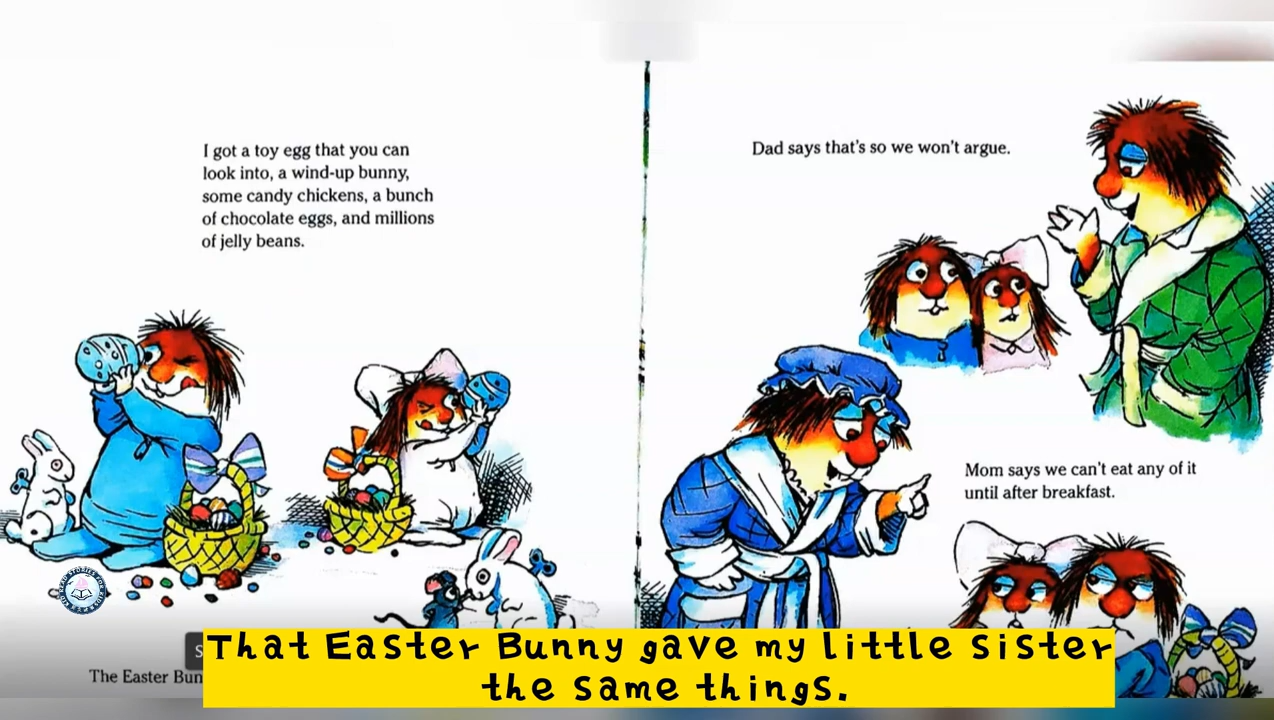 I got a toy egg that you can
look into, a wind-up bunny,
some candy chickens, a bunch
of chocolate eggs, and millions
of jelly beans.
The Easter
Dad says that's so we won't argue.
Mom says we can't eat any of it
until after breakfast.
That Easter Bunny gave my little sister
the same things.